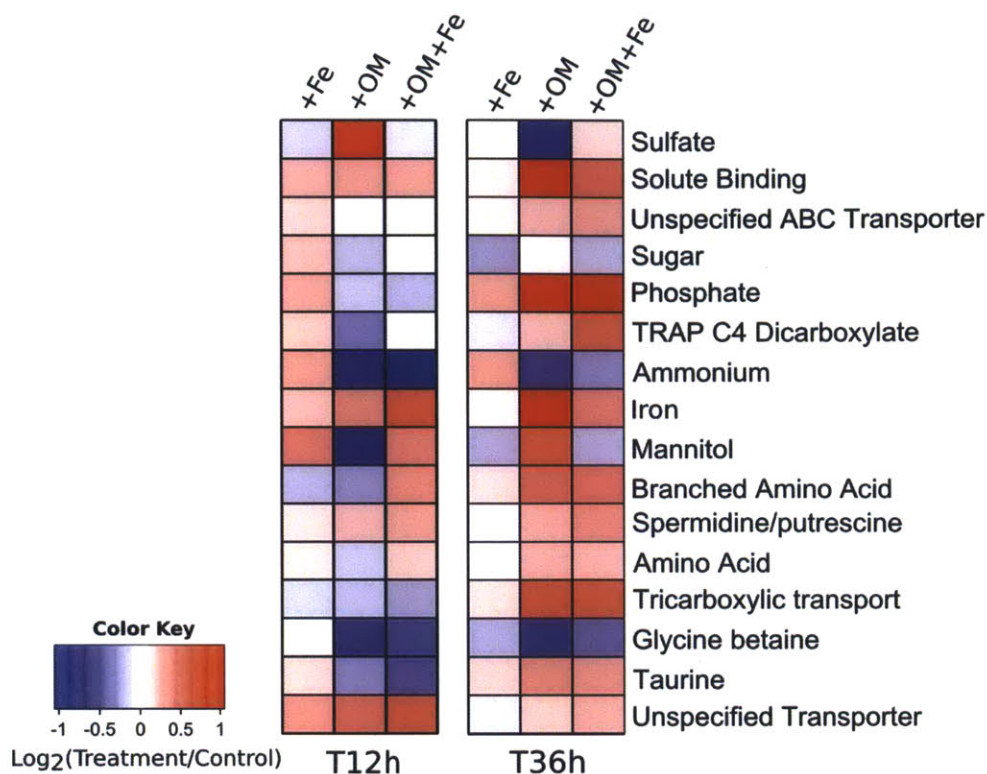 +Fe +OM +OM+Fe +Fe +OM +OM+Fe
Sulfate
Solute Binding
Unspecified ABC Transporter
Sugar
Phosphate
TRAP C4 Dicarboxylate
Ammonium
Iron
Mannitol
Branched Amino Acid
Spermidine/putrescine
Amino Acid
Tricarboxylic transport
Glycine betaine
Taurine
Unspecified Transporter
Color Key
-1 -0.5 0 0.5 1
Log2(Treatment/Control)
T12h T36h